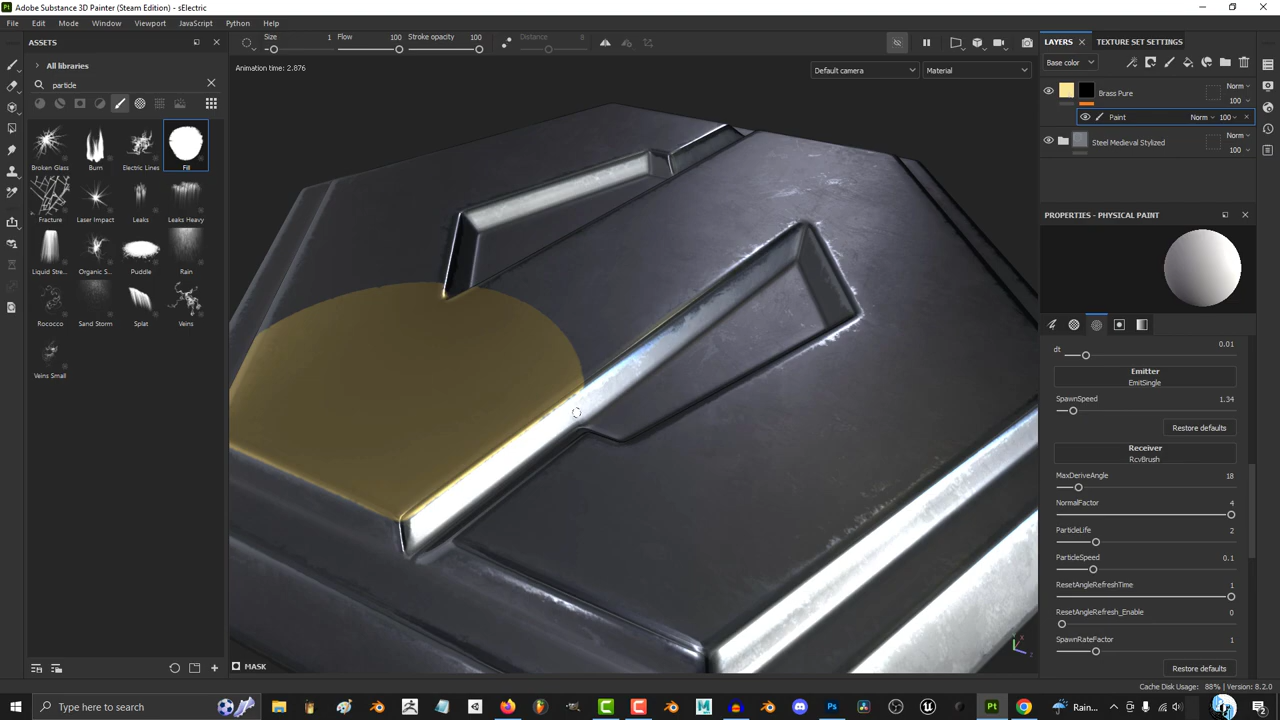 Adobe Substance 3D Painter (Steam Edition) - sElectric
File Edit Mode Window Viewport JavaScript Python Help
ASSETS
Size 1 Flow 100 Stroke opacity 100 Distance 8
LAYERS TEXTURE SET SETTINGS
All libraries
Animation time: 2.876
Default camera Material
Base color
particle
Brass Pure Norm 100
Paint Norm 100
Steel Medieval Stylized Norm 100
Broken Glass Burn Electric Lines Fill
Fracture Laser Impact Leaks Leaks Heavy
Liquid Stre... Organic S... Puddle Rain
Rococco Sand Storm Splat Veins
Veins Small
PROPERTIES - PHYSICAL PAINT
dt 0.01
Emitter
EmitSingle
SpawnSpeed 1.34
Restore defaults
Receiver
RcvBrush
MaxDeriveAngle 18
NormalFactor 4
ParticleLife 2
ParticleSpeed 0.1
ResetAngleRefreshTime 1
ResetAngleRefresh_Enable 0
SpawnRateFactor 1
Restore defaults
MASK
Cache Disk Usage: 88% | Version: 8.2.0
Type here to search
Rain...